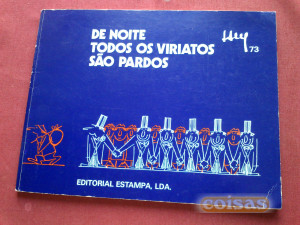 DE NOITE
TODOS OS VIRIATOS
SÃO PARDOS
73
EDITORIAL ESTAMPA, LDA.
coisas